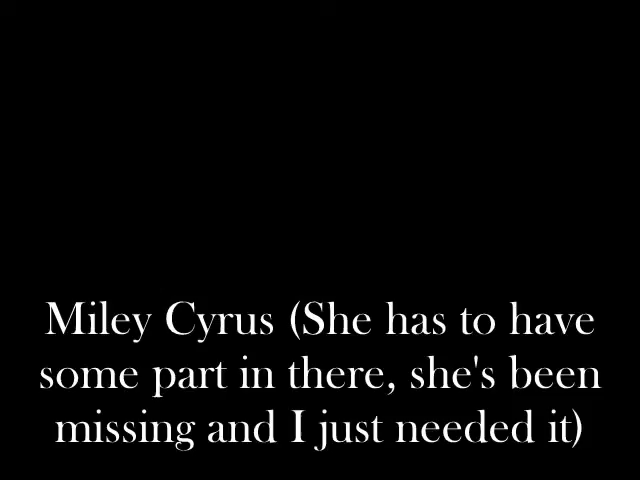 Miley Cyrus (She has to have
some part in there, she's been
missing and I just needed it)